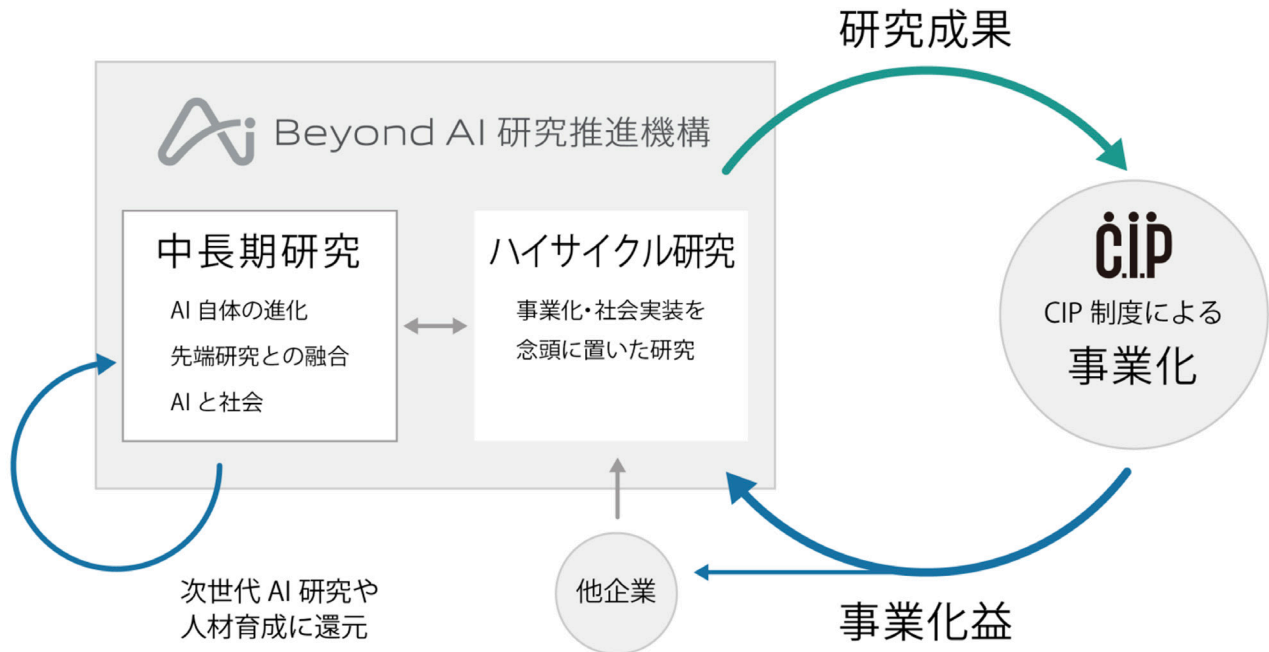 研究成果
Beyond AI 研究推進機構
中長期研究
AI 自体の進化
先端研究との融合
AI と社会
ハイサイクル研究
事業化・社会実装を
念頭に置いた研究
C.I.P
CIP 制度による
事業化
他企業
次世代 AI 研究や
人材育成に還元
事業化益